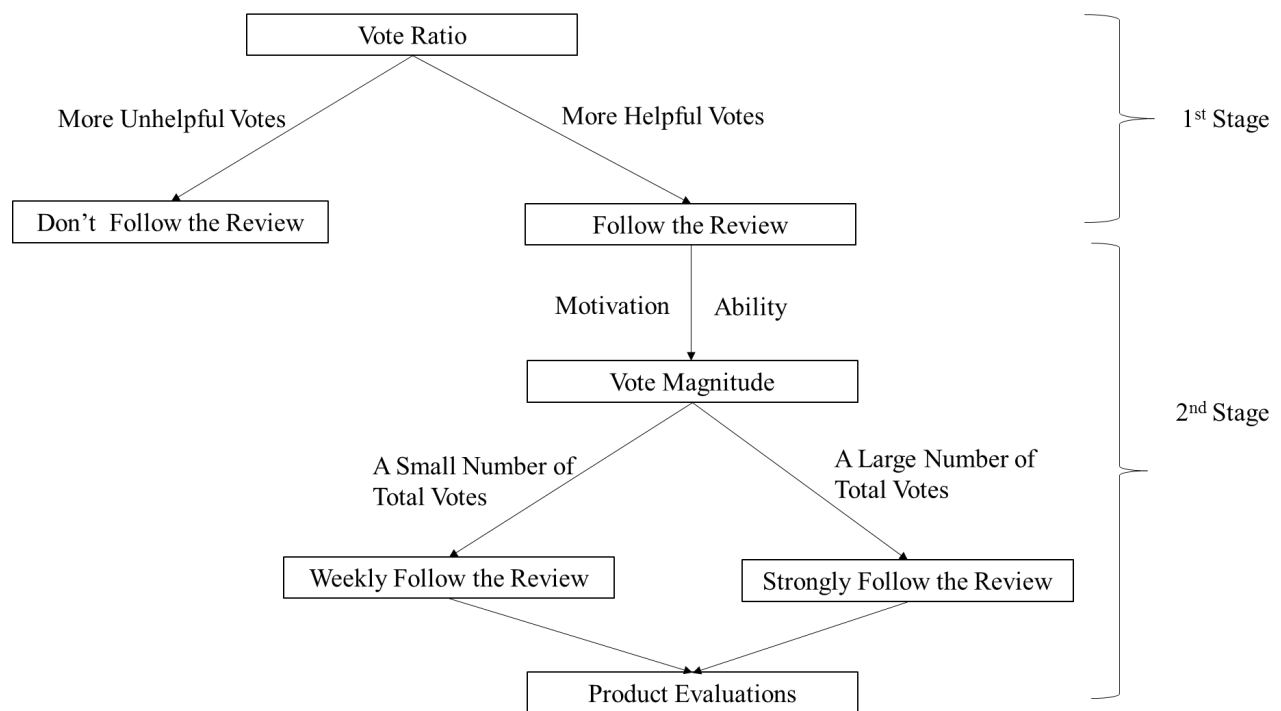 Vote Ratio
More Unhelpful Votes
More Helpful Votes
1st Stage
Don’t Follow the Review
Follow the Review
Motivation
Ability
Vote Magnitude
2nd Stage
A Small Number of
Total Votes
A Large Number of
Total Votes
Weekly Follow the Review
Strongly Follow the Review
Product Evaluations